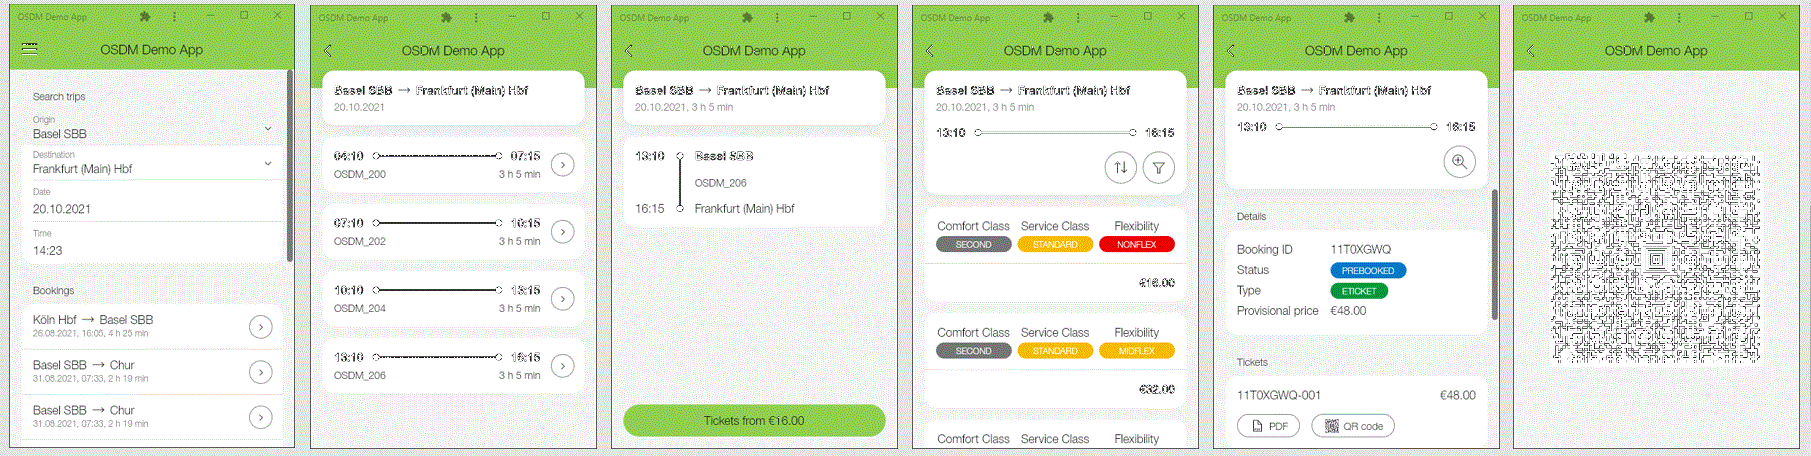 OSDM Demo App
OSDM Demo App
Search trips
Origin
Basel SBB
Destination
Frankfurt (Main) Hbf
Date
20.10.2021
Time
14:23
Bookings
Köln Hbf → Basel SBB
26.08.2021, 16:05, 4 h 25 min
Basel SBB → Chur
31.08.2021, 07:33, 2 h 19 min
Basel SBB → Chur
31.08.2021, 07:33, 2 h 19 min
OSDM Demo App
OSDM Demo App
Basel SBB → Frankfurt (Main) Hbf
20.10.2021
04:10 07:15
OSDM_200 3 h 5 min
07:10 10:15
OSDM_202 3 h 5 min
10:10 13:15
OSDM_204 3 h 5 min
13:10 16:15
OSDM_206 3 h 5 min
OSDM Demo App
OSDM Demo App
Basel SBB → Frankfurt (Main) Hbf
20.10.2021, 3 h 5 min
13:10 Basel SBB
OSDM_206
16:15 Frankfurt (Main) Hbf
Tickets from €16.00
OSDM Demo App
OSDM Demo App
Basel SBB → Frankfurt (Main) Hbf
20.10.2021, 3 h 5 min
13:10 16:15
Comfort Class Service Class Flexibility
SECOND STANDARD NONFLEX
€16.00
Comfort Class Service Class Flexibility
SECOND STANDARD MIDFLEX
€32.00
Comfort Class Service Class Flexibility
OSDM Demo App
OSDM Demo App
Basel SBB → Frankfurt (Main) Hbf
20.10.2021, 3 h 5 min
13:10 16:15
Details
Booking ID 11T0XGWQ
Status PREBOOKED
Type ETICKET
Provisional price €48.00
Tickets
11T0XGWQ-001 €48.00
PDF QR code
OSDM Demo App
OSDM Demo App